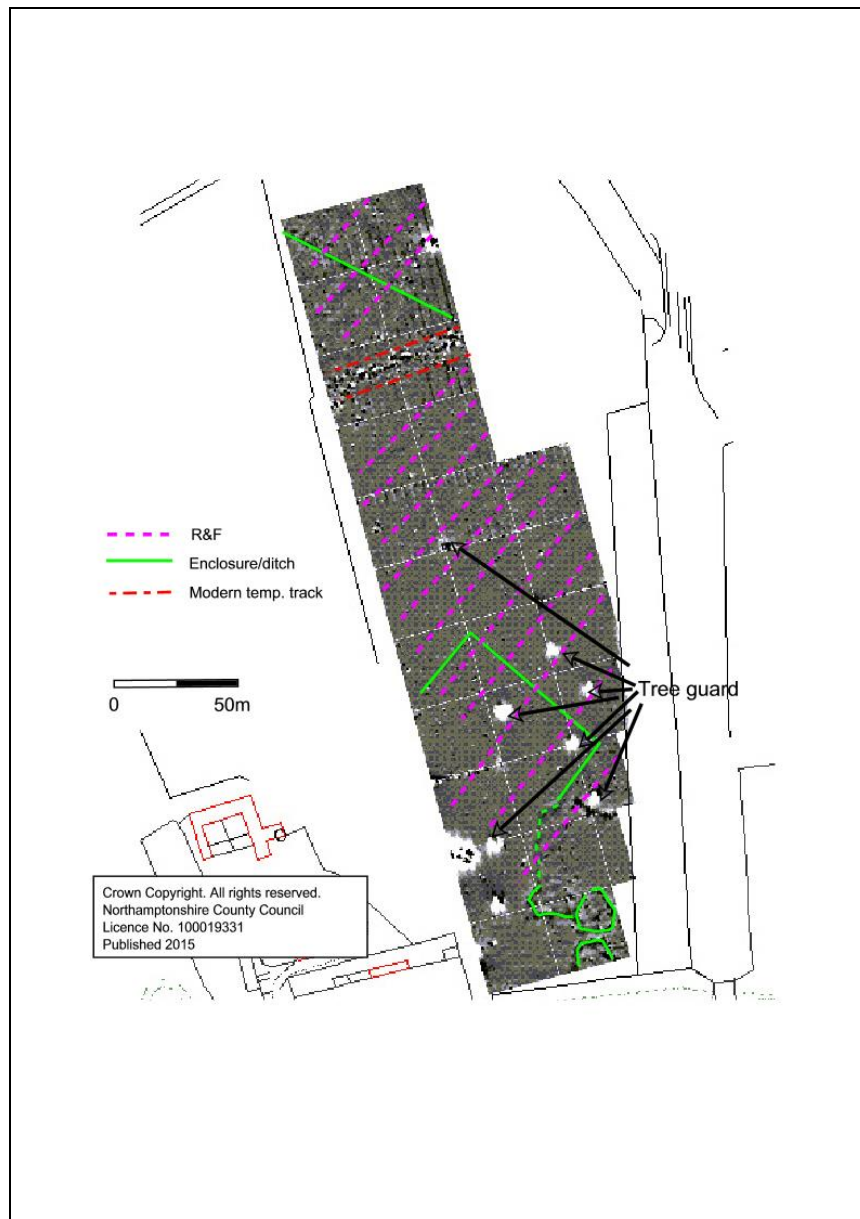 R&F
Enclosure/ditch
Modern temp. track
0 50m
Tree guard
Crown Copyright. All rights reserved.
Northamptonshire County Council
Licence No. 100019331
Published 2015